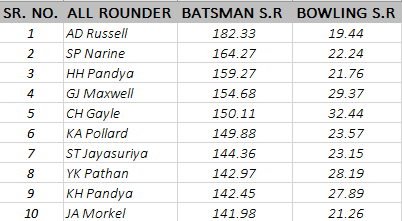 SR. NO. ALL ROUNDER BATSMAN S.R BOWLING S.R
1 AD Russell 182.33 19.44
2 SP Narine 164.27 22.24
3 HH Pandya 159.27 21.76
4 GJ Maxwell 154.68 29.37
5 CH Gayle 150.11 32.44
6 KA Pollard 149.88 23.57
7 ST Jayasuriya 144.36 23.15
8 YK Pathan 142.97 28.19
9 KH Pandya 142.45 27.89
10 JA Morkel 141.98 21.26